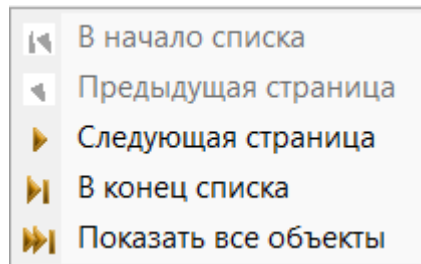 В начало списка
Предыдущая страница
Следующая страница
В конец списка
Показать все объекты